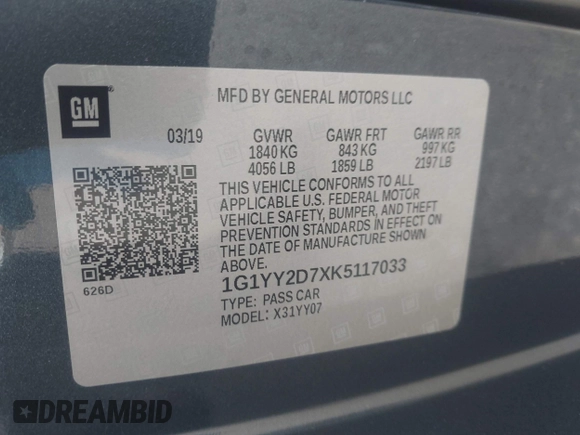 GM
MFD BY GENERAL MOTORS LLC
03/19 GVWR GAWR FRT GAWR RR
1840 KG 843 KG 997 KG
4056 LB 1859 LB 2197 LB
THIS VEHICLE CONFORMS TO ALL
APPLICABLE U.S. FEDERAL MOTOR
VEHICLE SAFETY, BUMPER, AND THEFT
PREVENTION STANDARDS IN EFFECT ON
THE DATE OF MANUFACTURE SHOWN
ABOVE.
626D
1G1YY2D7XK5117033
TYPE: PASS CAR
MODEL: X31YY07
DREAMBID